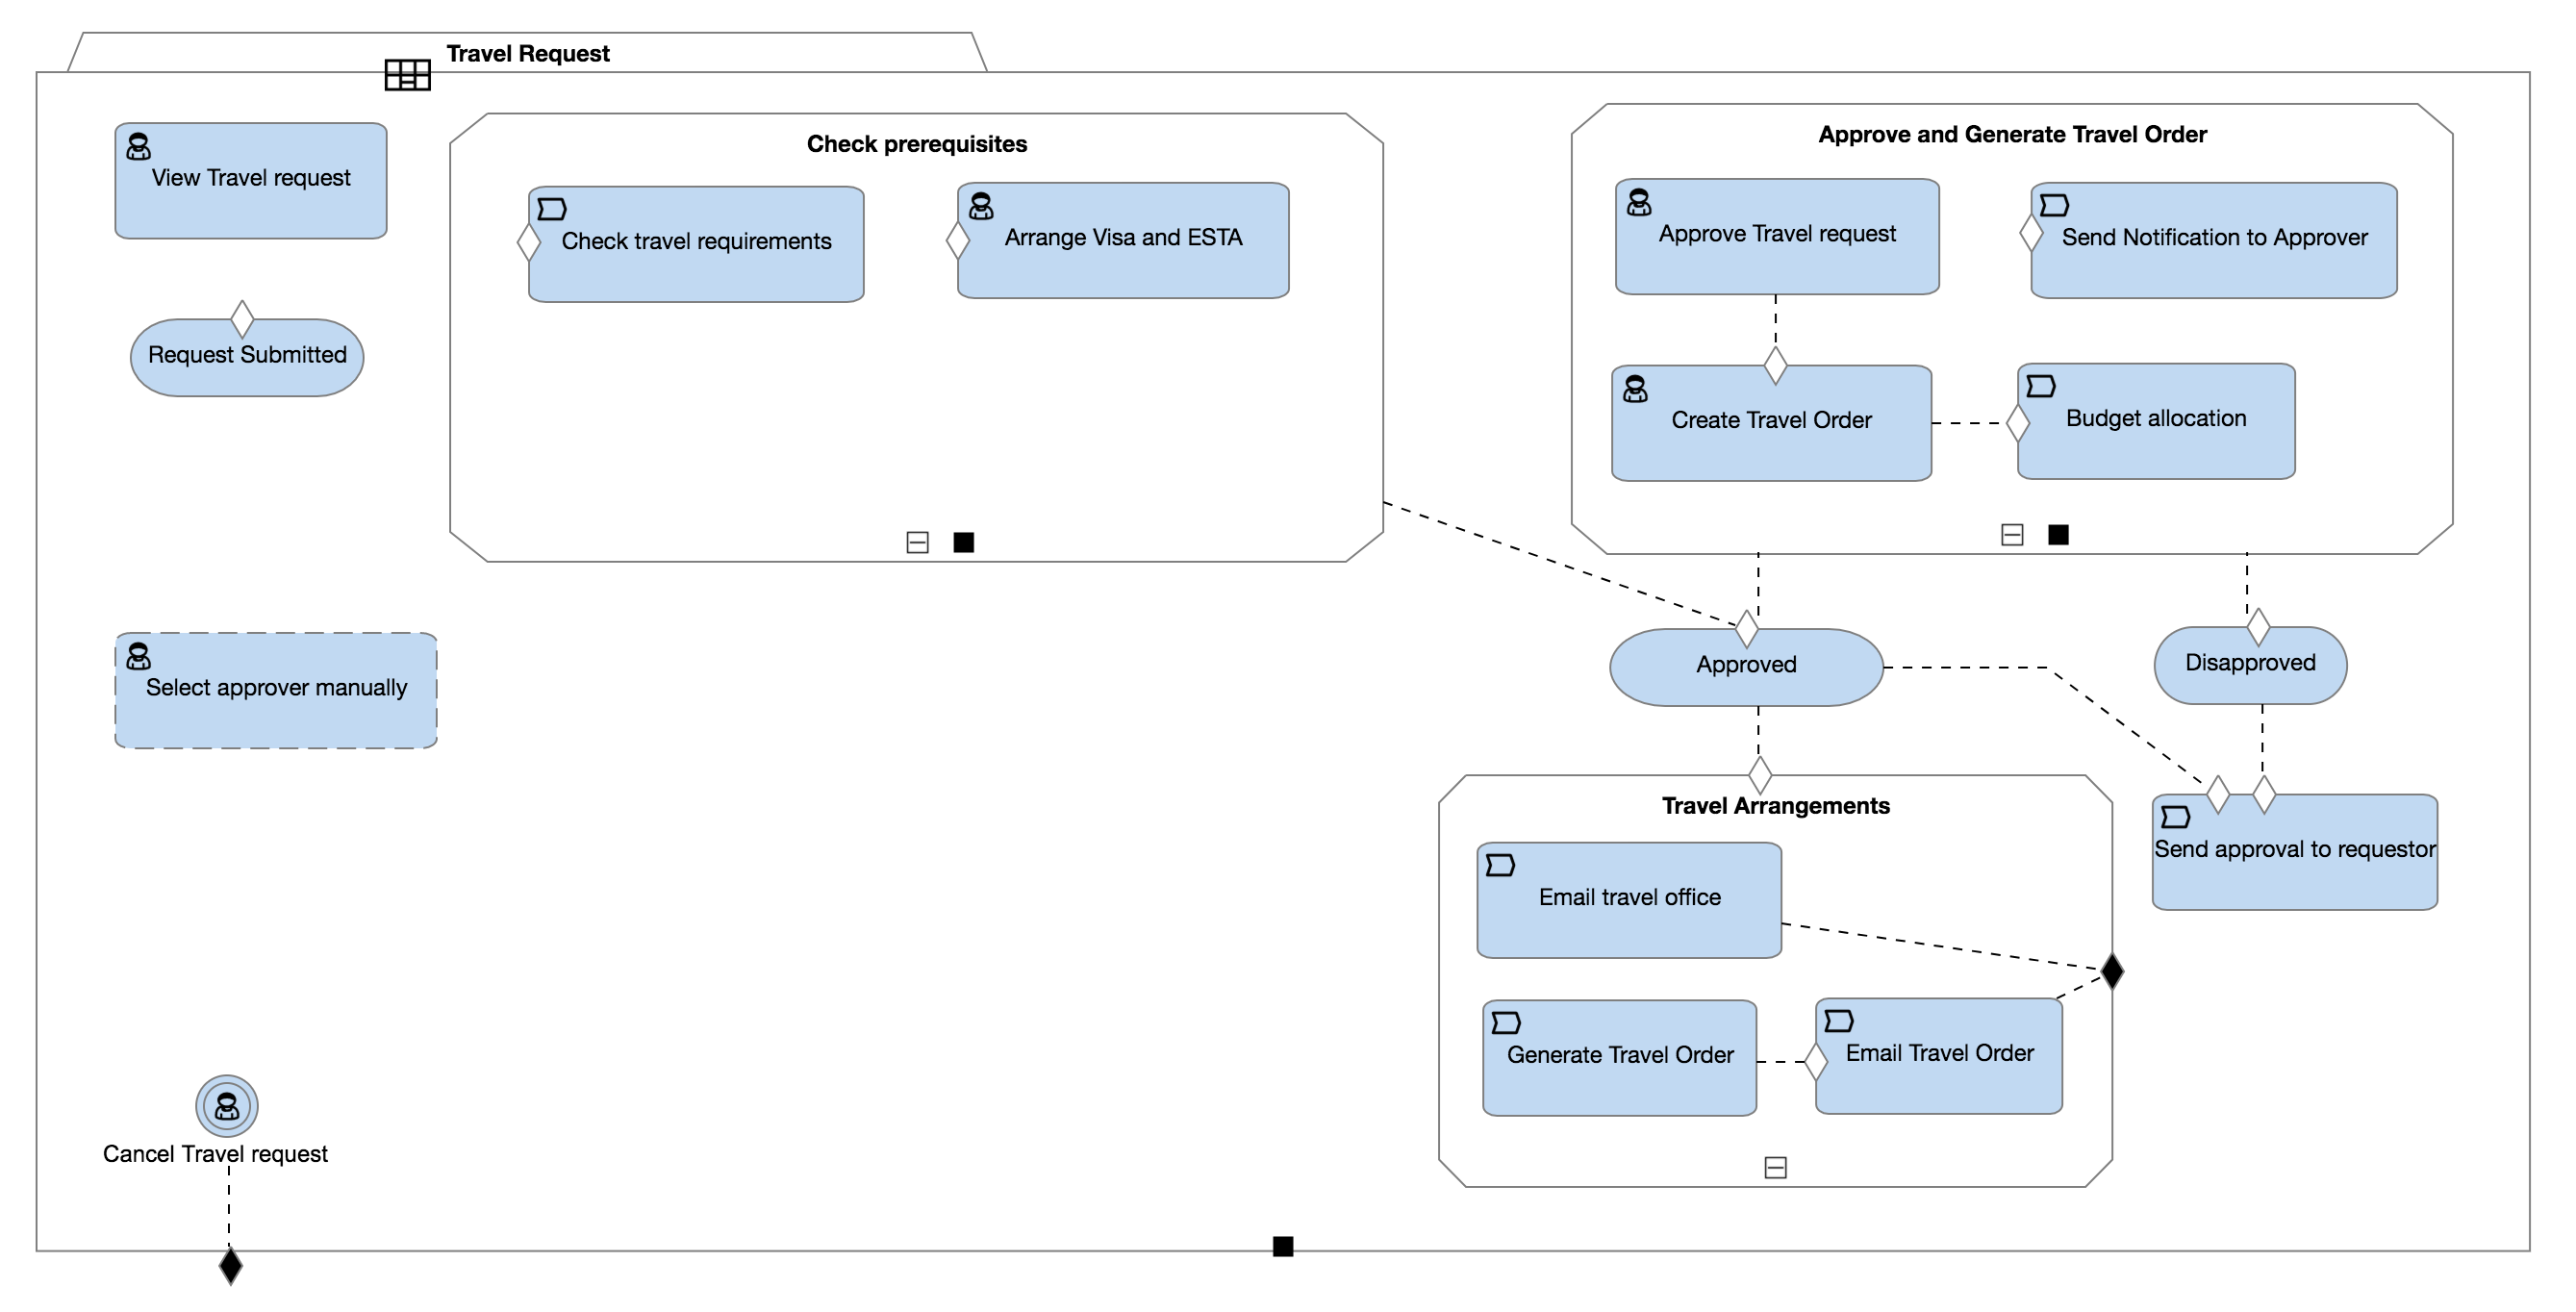 Travel Request
View Travel request
Request Submitted
Select approver manually
Cancel Travel request
Check prerequisites
Check travel requirements
Arrange Visa and ESTA
Approve and Generate Travel Order
Approve Travel request
Send Notification to Approver
Create Travel Order
Budget allocation
Approved
Disapproved
Travel Arrangements
Email travel office
Generate Travel Order
Email Travel Order
Send approval to requestor